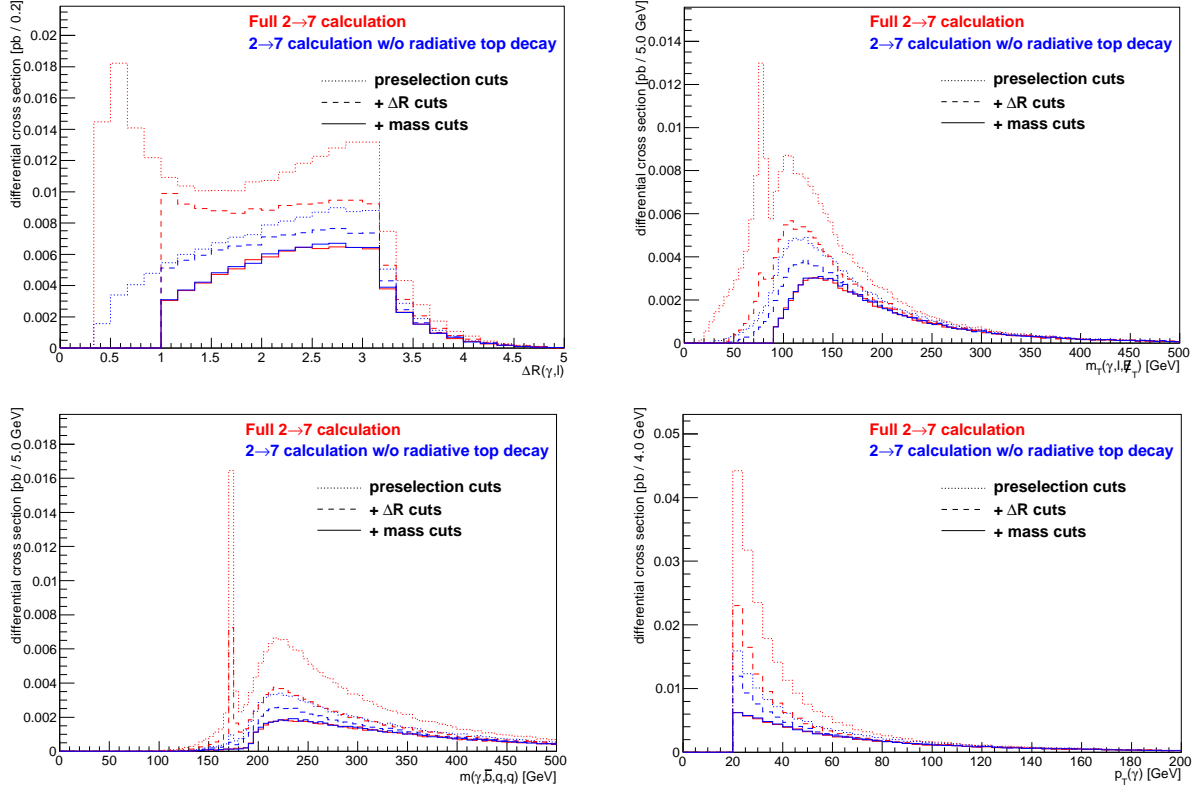 differential cross section [pb / 0.2]
Full 2→7 calculation
2→7 calculation w/o radiative top decay
preselection cuts
+ ΔR cuts
+ mass cuts
0.02
0.018
0.016
0.014
0.012
0.01
0.008
0.006
0.004
0.002
0
0 0.5 1 1.5 2 2.5 3 3.5 4 4.5 5
ΔR(γ,l)
differential cross section [pb / 5.0 GeV]
Full 2→7 calculation
2→7 calculation w/o radiative top decay
preselection cuts
+ ΔR cuts
+ mass cuts
0.014
0.012
0.01
0.008
0.006
0.004
0.002
0
0 50 100 150 200 250 300 350 400 450 500
m_T(γ,l,E̸_T) [GeV]
differential cross section [pb / 5.0 GeV]
Full 2→7 calculation
2→7 calculation w/o radiative top decay
preselection cuts
+ ΔR cuts
+ mass cuts
0.018
0.016
0.014
0.012
0.01
0.008
0.006
0.004
0.002
0
0 50 100 150 200 250 300 350 400 450 500
m(γ,b̄,q,q) [GeV]
differential cross section [pb / 4.0 GeV]
Full 2→7 calculation
2→7 calculation w/o radiative top decay
preselection cuts
+ ΔR cuts
+ mass cuts
0.05
0.04
0.03
0.02
0.01
0
0 20 40 60 80 100 120 140 160 180 200
p_T(γ) [GeV]